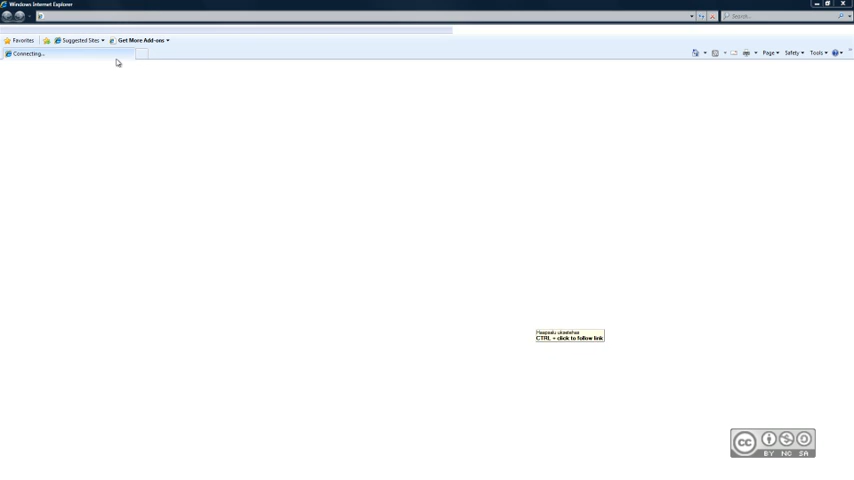 Windows Internet Explorer
Search...
Favorites
Suggested Sites
Get More Add-ons
Connecting...
Page
Safety
Tools
CTRL + click to follow link
CC
BY NC SA